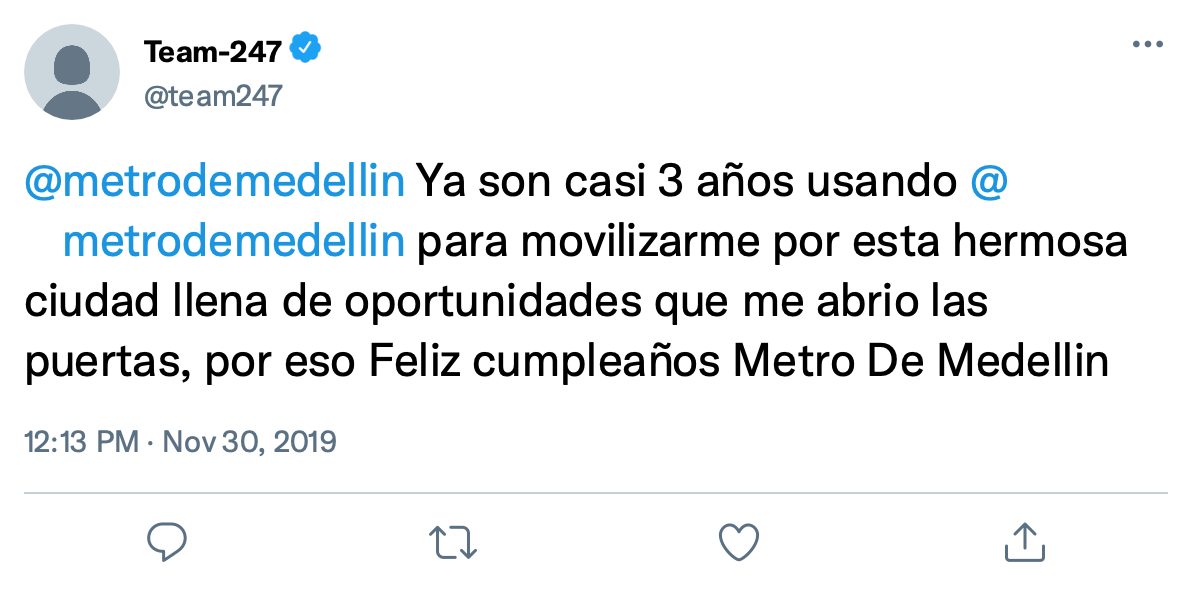 Team-247
@team247
@metrodemedellin Ya son casi 3 años usando @
metrodemedellin para movilizarme por esta hermosa
ciudad llena de oportunidades que me abrio las
puertas, por eso Feliz cumpleaños Metro De Medellin
12:13 PM · Nov 30, 2019